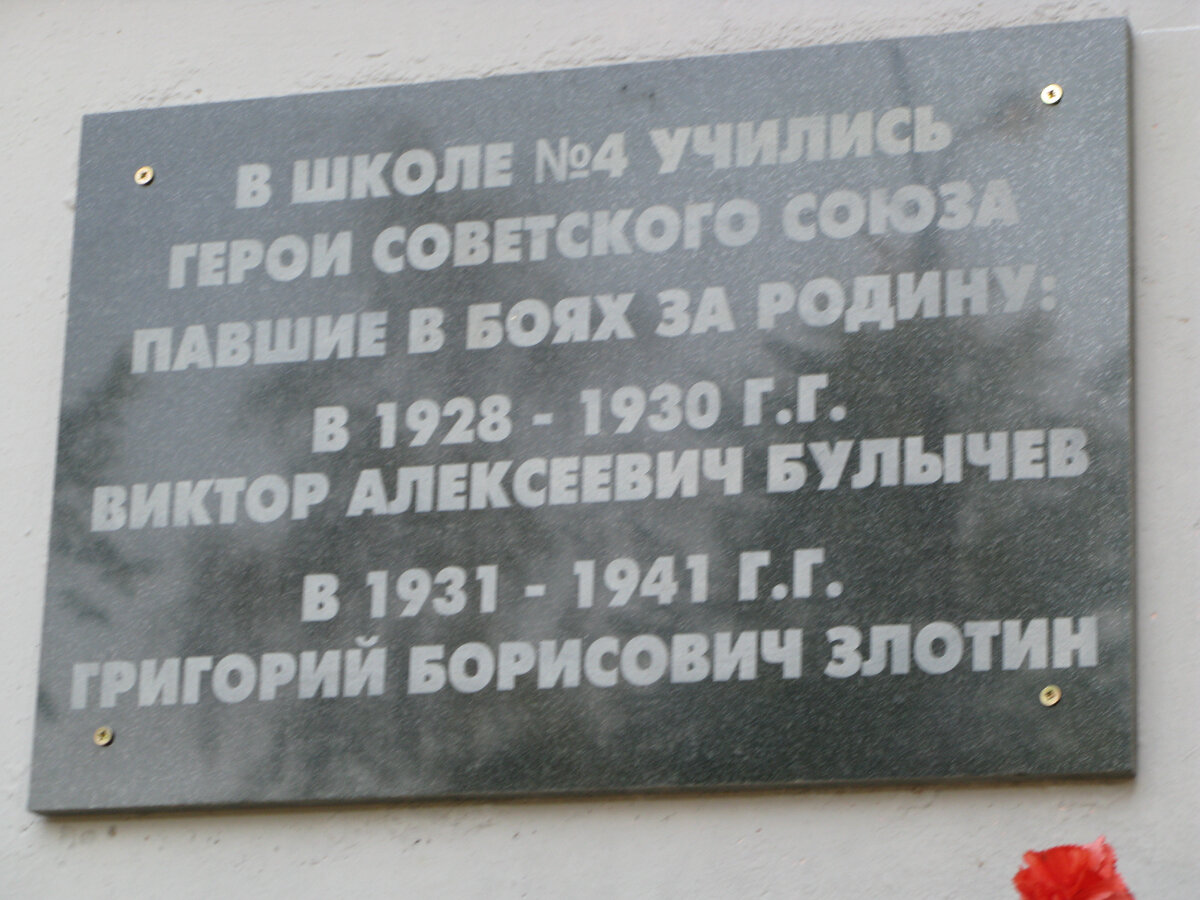 В ШКОЛЕ №4 УЧИЛИСЬ
ГЕРОИ СОВЕТСКОГО СОЮЗА
ПАВШИЕ В БОЯХ ЗА РОДИНУ:
В 1928 - 1930 Г.Г.
ВИКТОР АЛЕКСЕЕВИЧ БУЛЫЧЕВ
В 1931 - 1941 Г.Г.
ГРИГОРИЙ БОРИСОВИЧ ЗЛОТИН